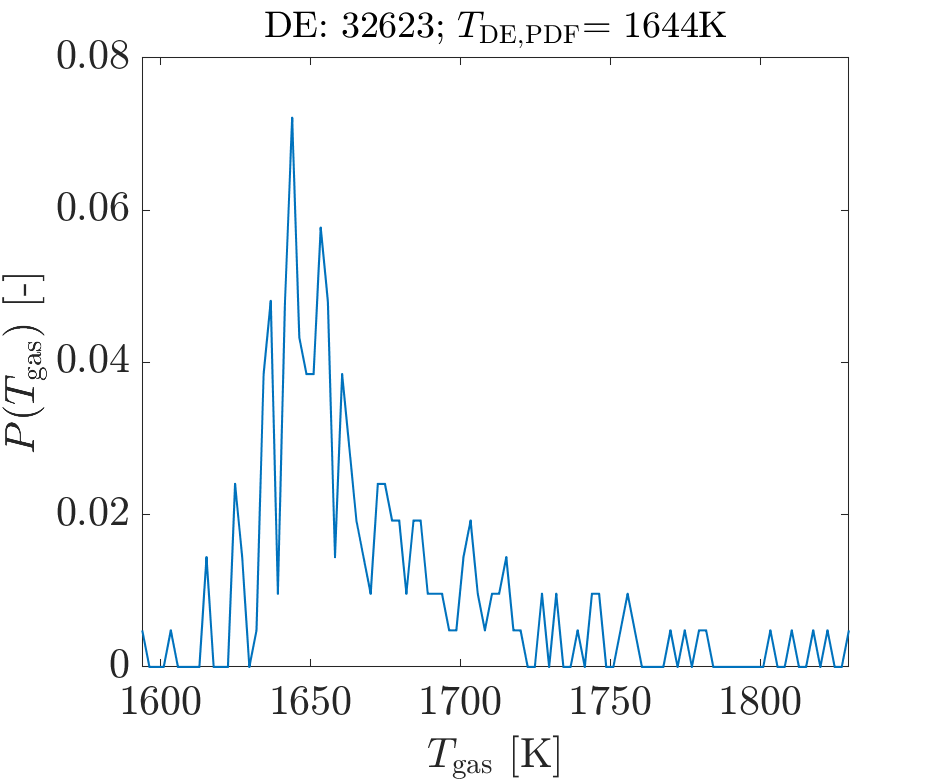 DE: 32623; T_DE,PDF= 1644K
0.08
0.06
0.04
0.02
0
P(T_gas) [-]
1600 1650 1700 1750 1800
T_gas [K]